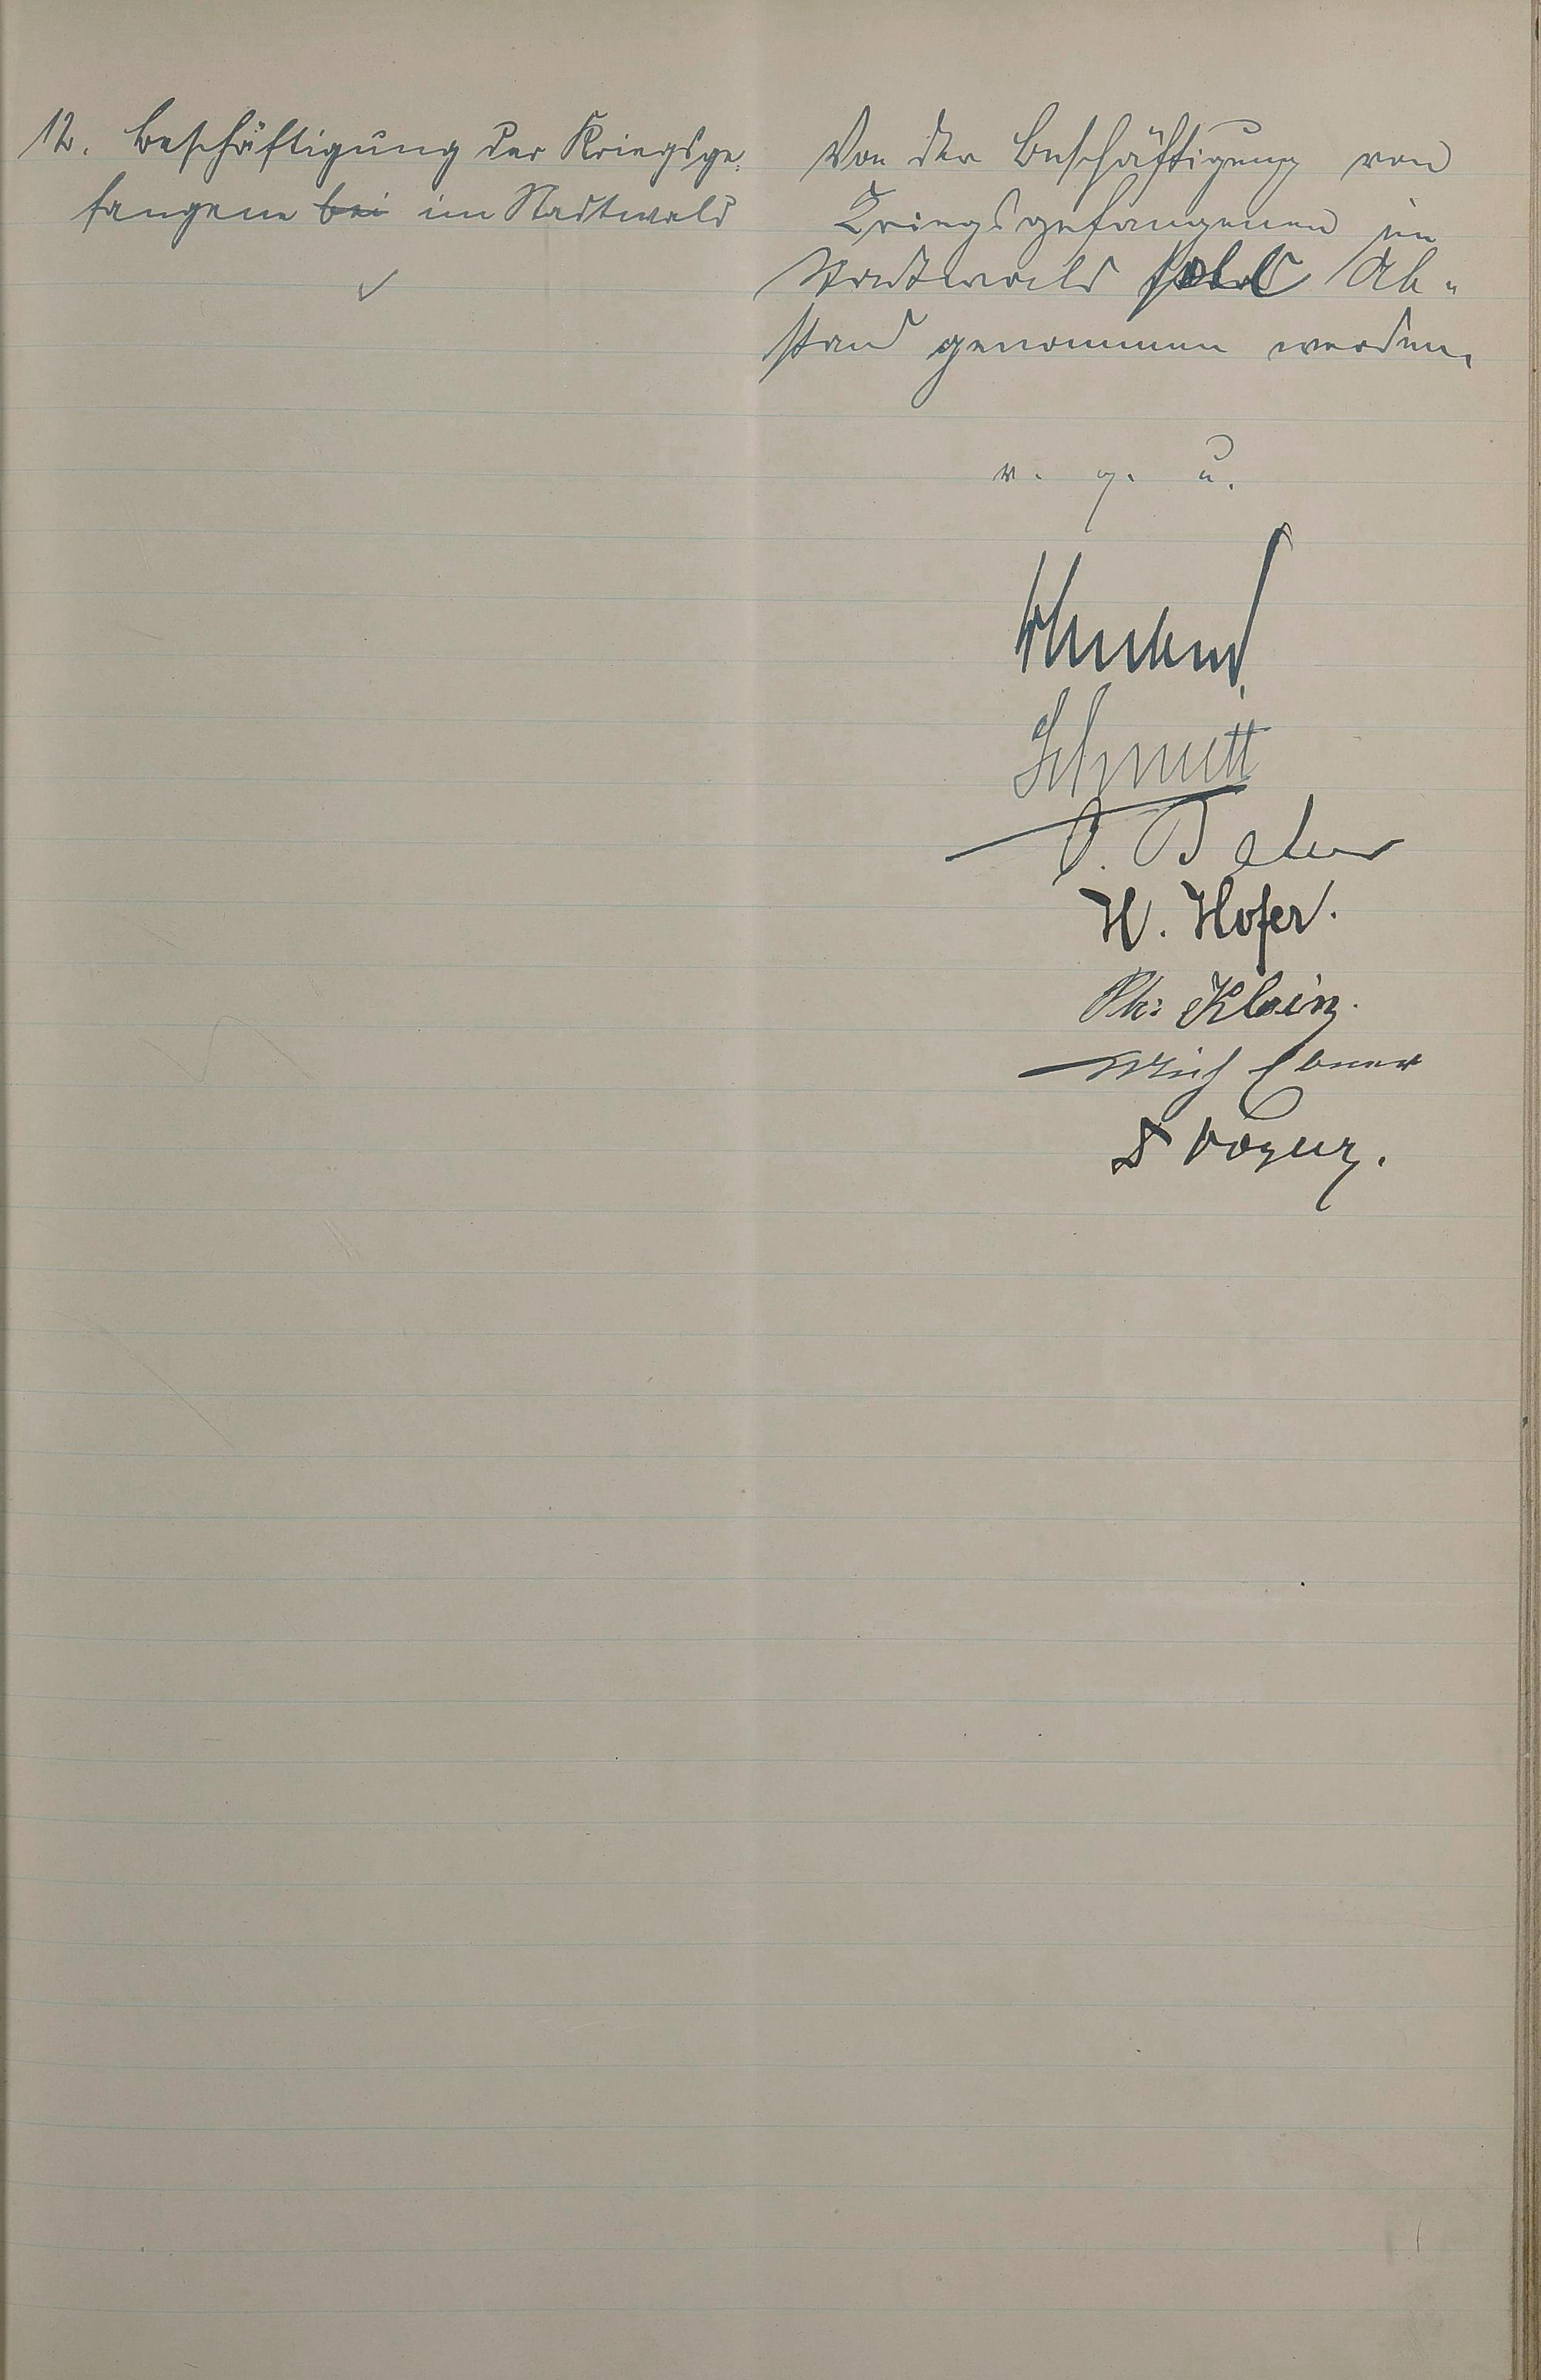 12. Beschäftigung der Kriegsge-
fangene bei im Stadtwald
Von der Beschäftigung von
Kriegsgefangenen im
Stadtwald soll Ab-
stand genommen werden.
v. g. u.
Schmitt
H. Hofer.
Ph: Klein.